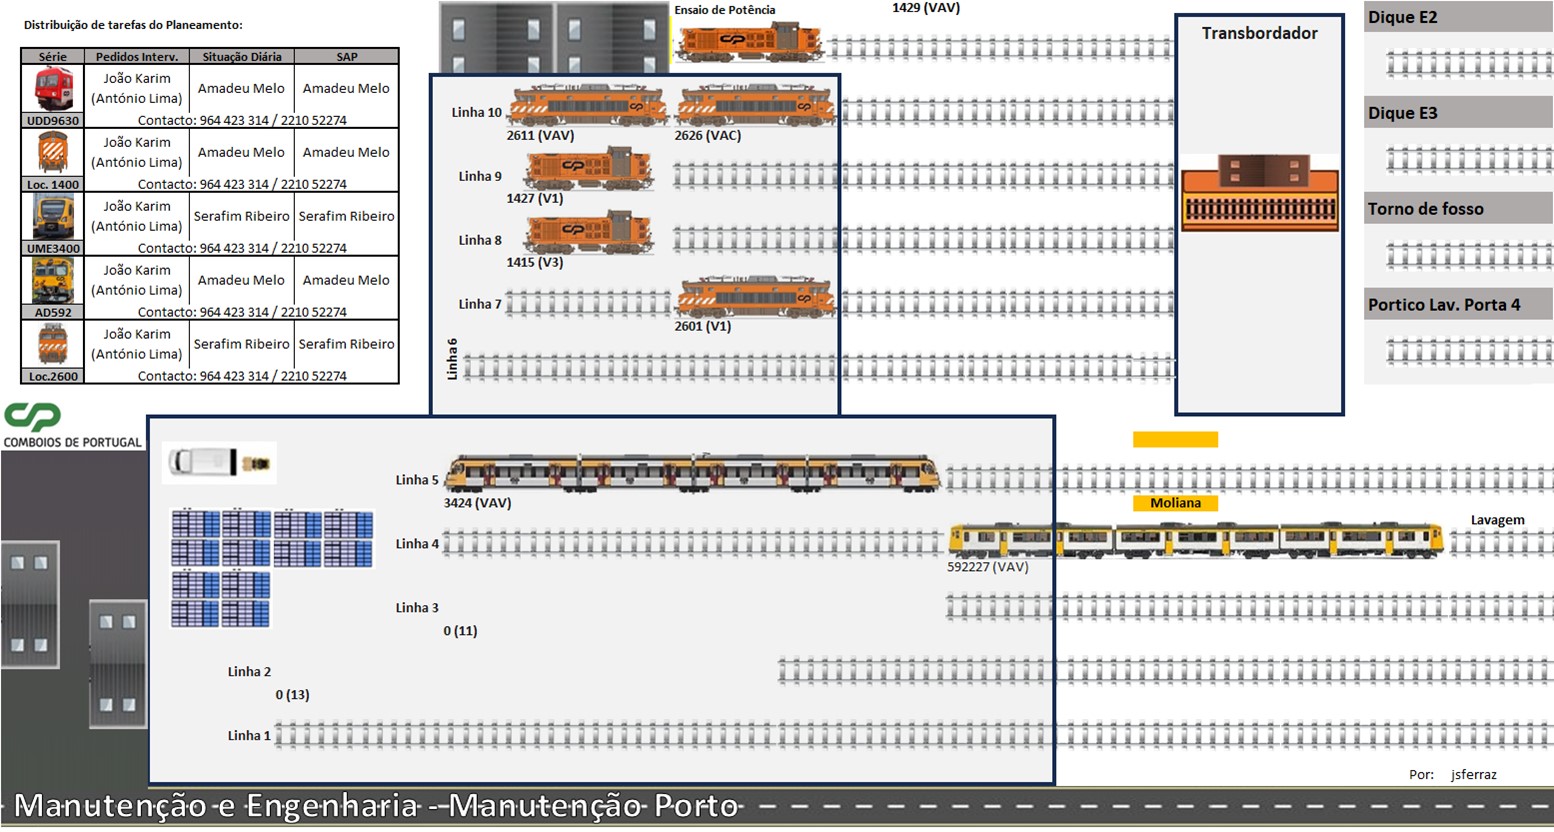 Distribuição de tarefas do Planeamento:
Série Pedidos Interv. Situação Diária SAP
João Karim
(António Lima) Amadeu Melo Amadeu Melo
UDD9630 Contacto: 964 423 314 / 2210 52274
João Karim
(António Lima) Amadeu Melo Amadeu Melo
Loc. 1400 Contacto: 964 423 314 / 2210 52274
João Karim
(António Lima) Serafim Ribeiro Serafim Ribeiro
UME3400 Contacto: 964 423 314 / 2210 52274
João Karim
(António Lima) Amadeu Melo Amadeu Melo
AD592 Contacto: 964 423 314 / 2210 52274
João Karim
(António Lima) Serafim Ribeiro Serafim Ribeiro
Loc.2600 Contacto: 964 423 314 / 2210 52274
CP
COMBOIOS DE PORTUGAL
Ensaio de Potência
1429 (VAV)
Linha 10
2611 (VAV) 2626 (VAC)
Linha 9
1427 (V1)
Linha 8
1415 (V3)
Linha 7
2601 (V1)
Linha 6
Transbordador
Dique E2
Dique E3
Torno de fosso
Portico Lav. Porta 4
Linha 5
3424 (VAV)
Moliana
Linha 4
Lavagem
592227 (VAV)
Linha 3
0 (11)
Linha 2
0 (13)
Linha 1
Por: jsferraz
Manutenção e Engenharia - Manutenção Porto